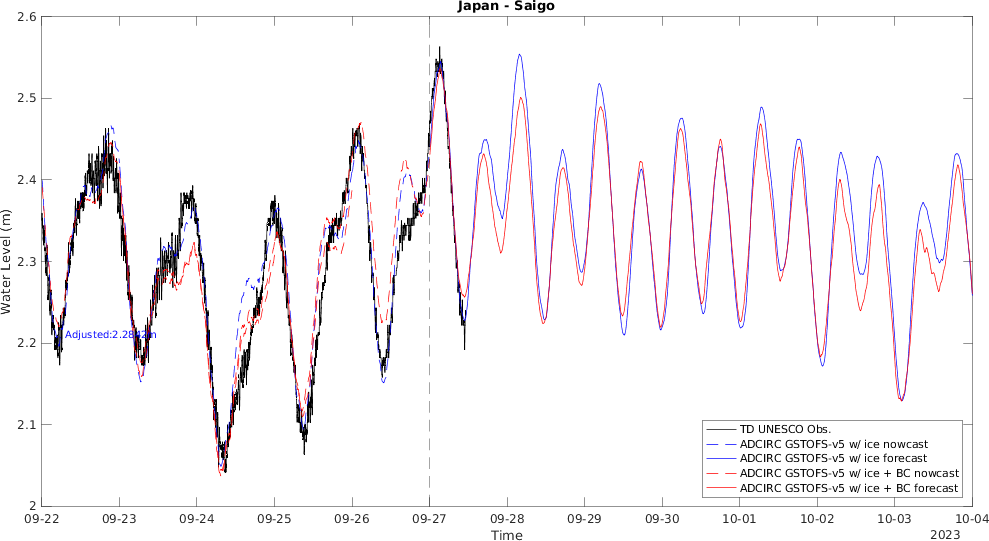 Japan - Saigo
2.6
2.5
2.4
2.3
2.2
2.1
2
Water Level (m)
Adjusted:2.2842m
TD UNESCO Obs.
ADCIRC GSTOFS-v5 w/ ice nowcast
ADCIRC GSTOFS-v5 w/ ice forecast
ADCIRC GSTOFS-v5 w/ ice + BC nowcast
ADCIRC GSTOFS-v5 w/ ice + BC forecast
09-22 09-23 09-24 09-25 09-26 09-27 09-28 09-29 09-30 10-01 10-02 10-03 10-04
Time
2023